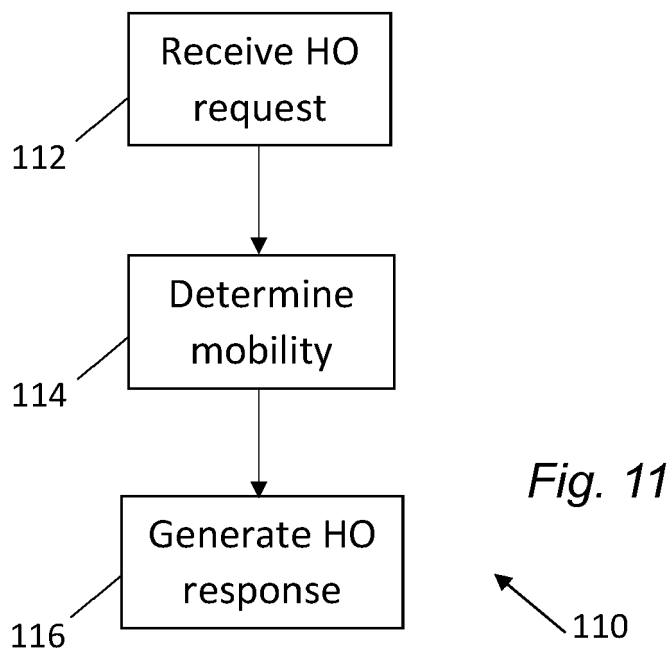 Receive HO
request
112
Determine
mobility
114
Fig. 11
Generate HO
response
116
110